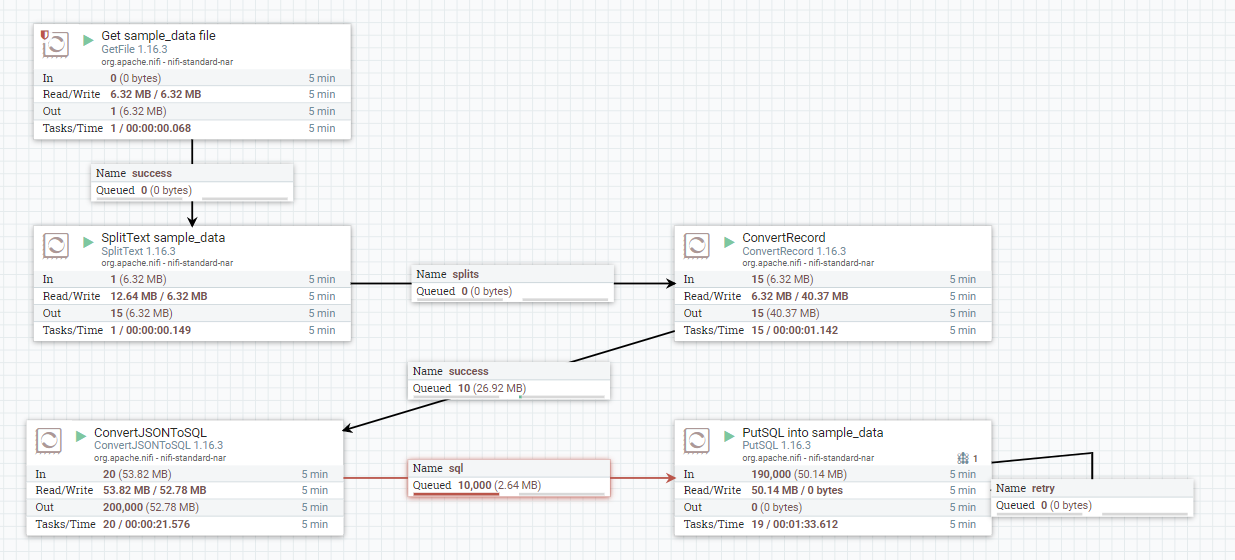 Get sample_data file
GetFile 1.16.3
org.apache.nifi - nifi-standard-nar
In 0 (0 bytes) 5 min
Read/Write 6.32 MB / 6.32 MB 5 min
Out 1 (6.32 MB) 5 min
Tasks/Time 1 / 00:00:00.068 5 min
Name success
Queued 0 (0 bytes)
SplitText sample_data
SplitText 1.16.3
org.apache.nifi - nifi-standard-nar
In 1 (6.32 MB) 5 min
Read/Write 12.64 MB / 6.32 MB 5 min
Out 15 (6.32 MB) 5 min
Tasks/Time 1 / 00:00:00.149 5 min
Name splits
Queued 0 (0 bytes)
ConvertRecord
ConvertRecord 1.16.3
org.apache.nifi - nifi-standard-nar
In 15 (6.32 MB) 5 min
Read/Write 6.32 MB / 40.37 MB 5 min
Out 15 (40.37 MB) 5 min
Tasks/Time 15 / 00:00:01.142 5 min
Name success
Queued 10 (26.92 MB)
ConvertJSONToSQL
ConvertJSONToSQL 1.16.3
org.apache.nifi - nifi-standard-nar
In 20 (53.82 MB) 5 min
Read/Write 53.82 MB / 52.78 MB 5 min
Out 200,000 (52.78 MB) 5 min
Tasks/Time 20 / 00:00:21.576 5 min
Name sql
Queued 10,000 (2.64 MB)
PutSQL into sample_data
PutSQL 1.16.3
org.apache.nifi - nifi-standard-nar
1
In 190,000 (50.14 MB) 5 min
Read/Write 50.14 MB / 0 bytes 5 min
Out 0 (0 bytes) 5 min
Tasks/Time 19 / 00:01:33.612 5 min
Name retry
Queued 0 (0 bytes)